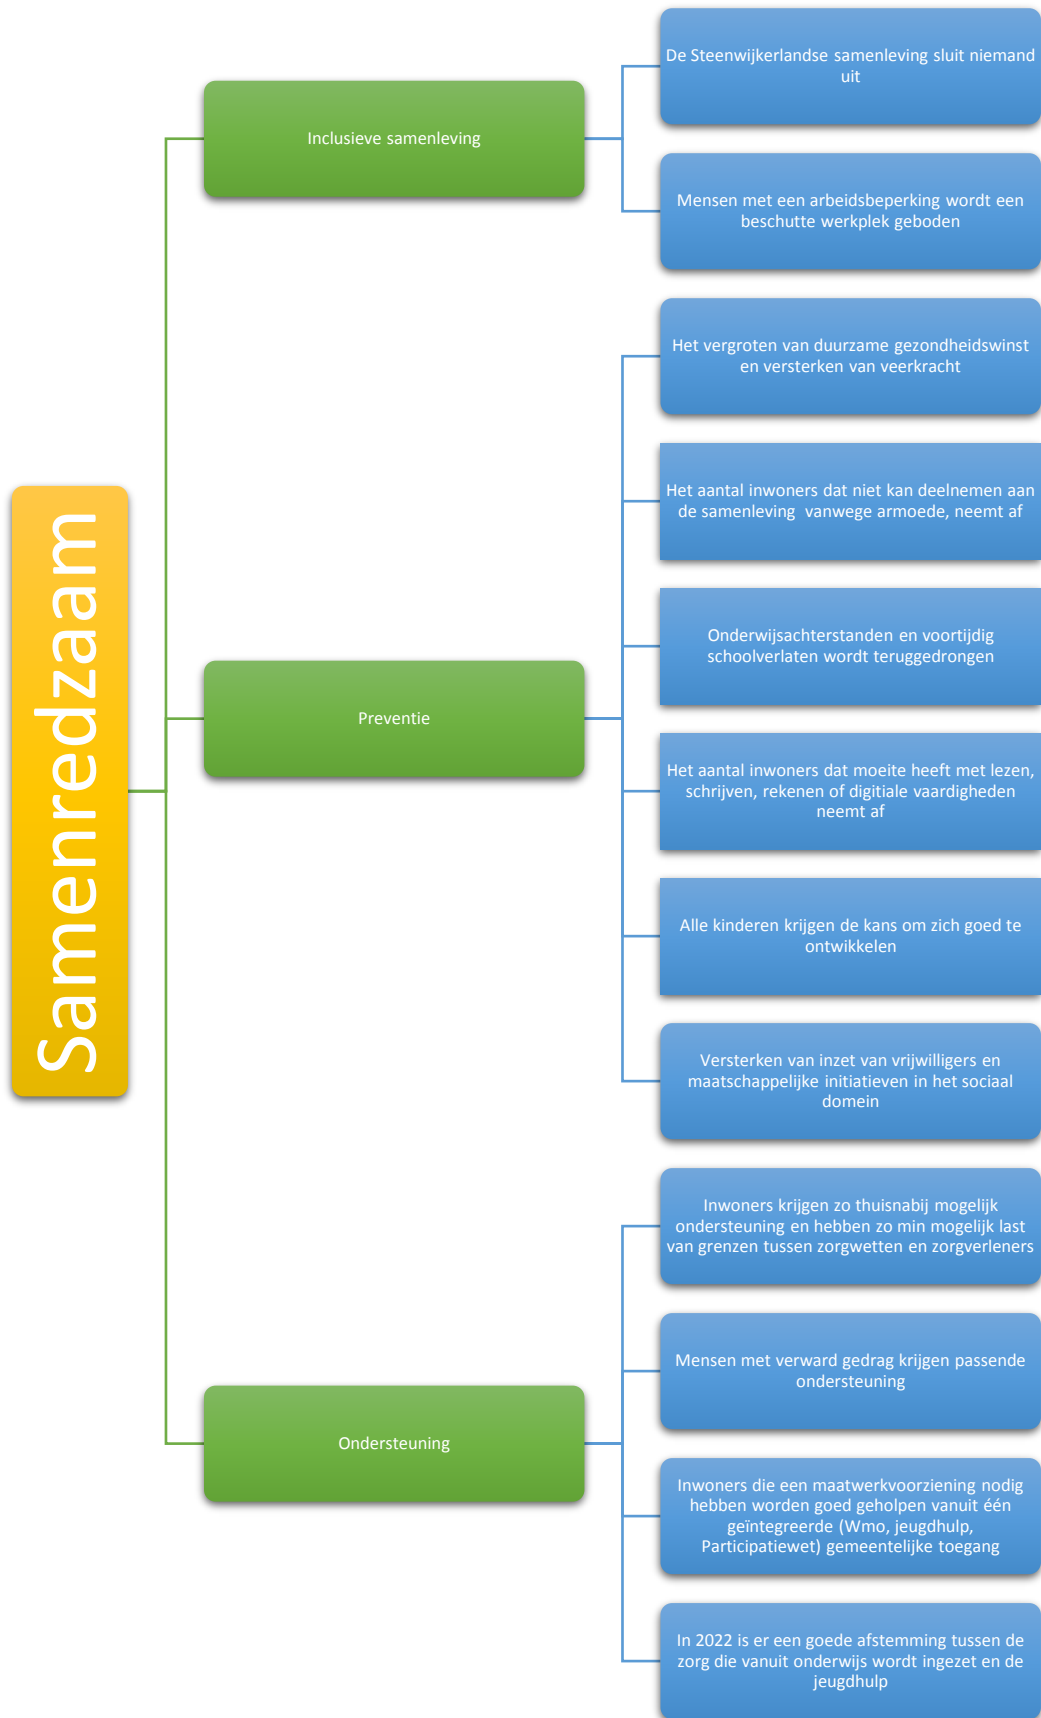 Samenredzaam
Inclusieve samenleving
De Steenwijkerlandse samenleving sluit niemand
uit
Mensen met een arbeidsbeperking wordt een
beschutte werkplek geboden
Preventie
Het vergroten van duurzame gezondheidswinst
en versterken van veerkracht
Het aantal inwoners dat niet kan deelnemen aan
de samenleving  vanwege armoede, neemt af
Onderwijsachterstanden en voortijdig
schoolverlaten wordt teruggedrongen
Het aantal inwoners dat moeite heeft met lezen,
schrijven, rekenen of digitiale vaardigheden
neemt af
Alle kinderen krijgen de kans om zich goed te
ontwikkelen
Versterken van inzet van vrijwilligers en
maatschappelijke initiatieven in het sociaal
domein
Ondersteuning
Inwoners krijgen zo thuisnabij mogelijk
ondersteuning en hebben zo min mogelijk last
van grenzen tussen zorgwetten en zorgverleners
Mensen met verward gedrag krijgen passende
ondersteuning
Inwoners die een maatwerkvoorziening nodig
hebben worden goed geholpen vanuit één
geïntegreerde (Wmo, jeugdhulp,
Participatiewet) gemeentelijke toegang
In 2022 is er een goede afstemming tussen de
zorg die vanuit onderwijs wordt ingezet en de
jeugdhulp